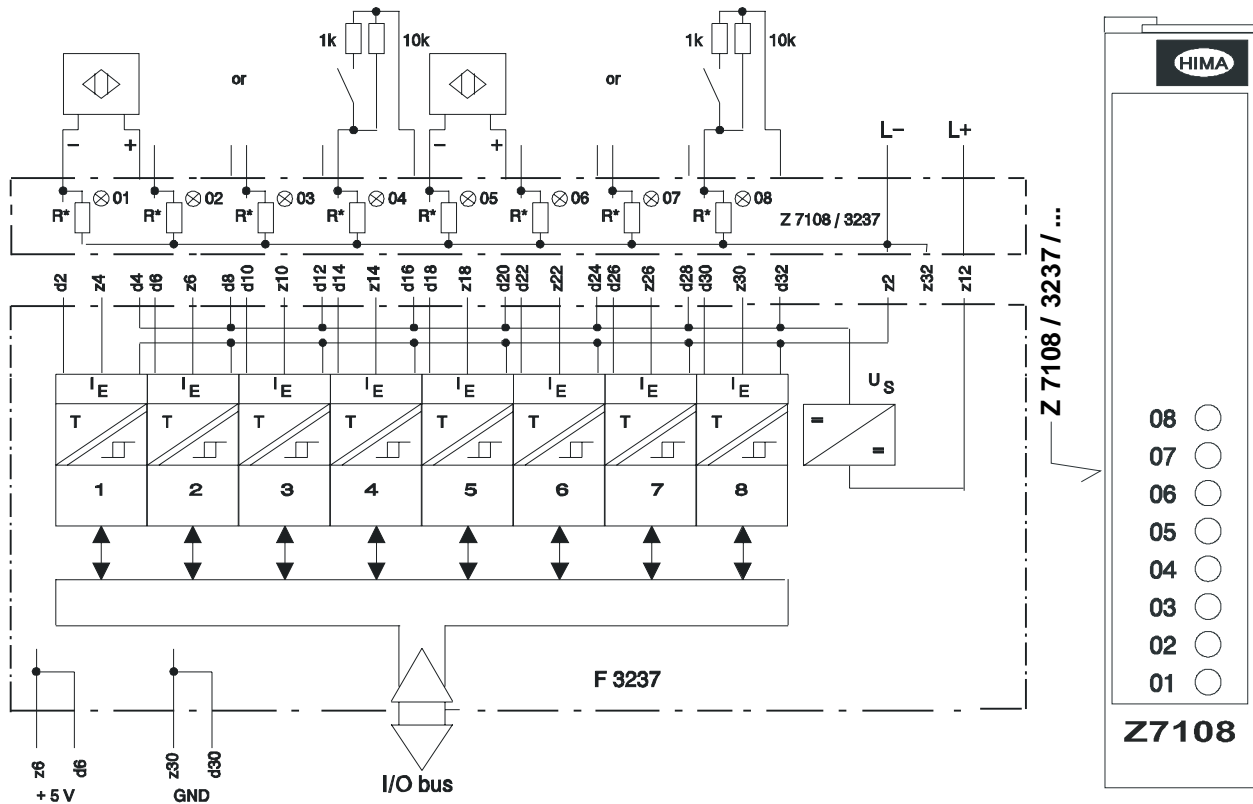 1k 10k 1k 10k
HIMA
or or
L- L+
- + - +
01 02 03 04 05 06 07 08
R* R* R* R* R* R* R* R* Z 7108 / 3237
d2 z4 d4 d6 z6 d8 d10 z10 d12 d14 z14 d16 d18 z18 d20 d22 z22 d24 d26 z26 d28 d30 z30 d32 z2 z32 z12
Z 7108 / 3237 / ...
IE IE IE IE IE IE IE IE US
T T T T T T T T = =
1 2 3 4 5 6 7 8
08
07
06
05
04
03
02
01
F 3237
Z7108
z6 d6 z30 d30
+ 5 V GND I/O bus